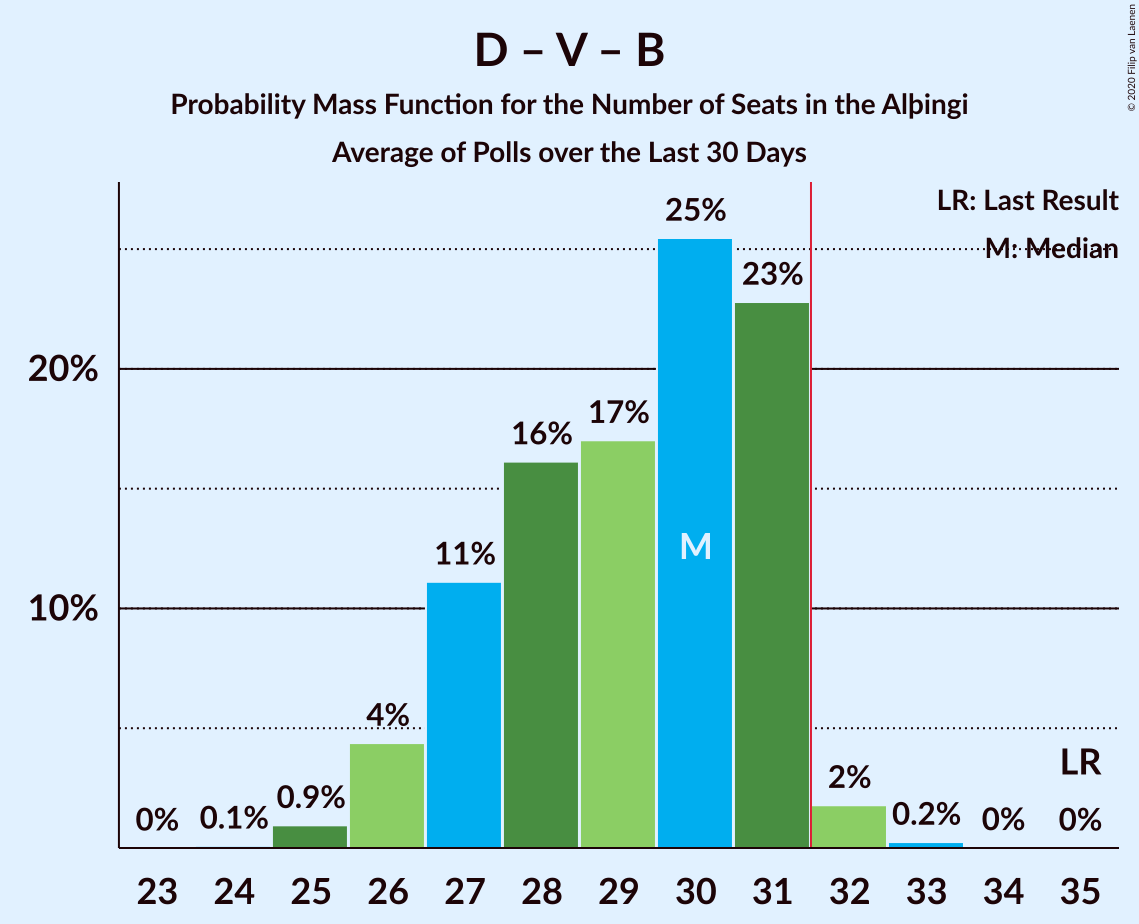 D – V – B
Probability Mass Function for the Number of Seats in the Alþingi
Average of Polls over the Last 30 Days
© 2020 Filip van Laenen
LR: Last Result
M: Median
20%
10%
0%
0.1%
0.9%
4%
11%
16%
17%
25%
23%
2%
0.2%
0%
0%
LR
M
23 24 25 26 27 28 29 30 31 32 33 34 35